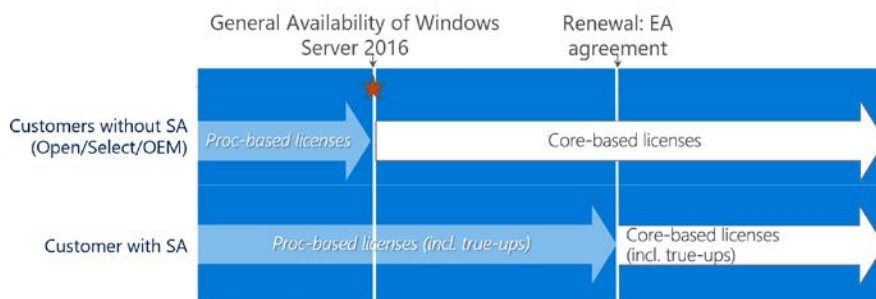 General Availability of Windows
Server 2016
Renewal: EA
agreement
Customers without SA
(Open/Select/OEM)
Proc-based licenses
Core-based licenses
Customer with SA
Proc-based licenses (incl. true-ups)
Core-based licenses
(incl. true-ups)